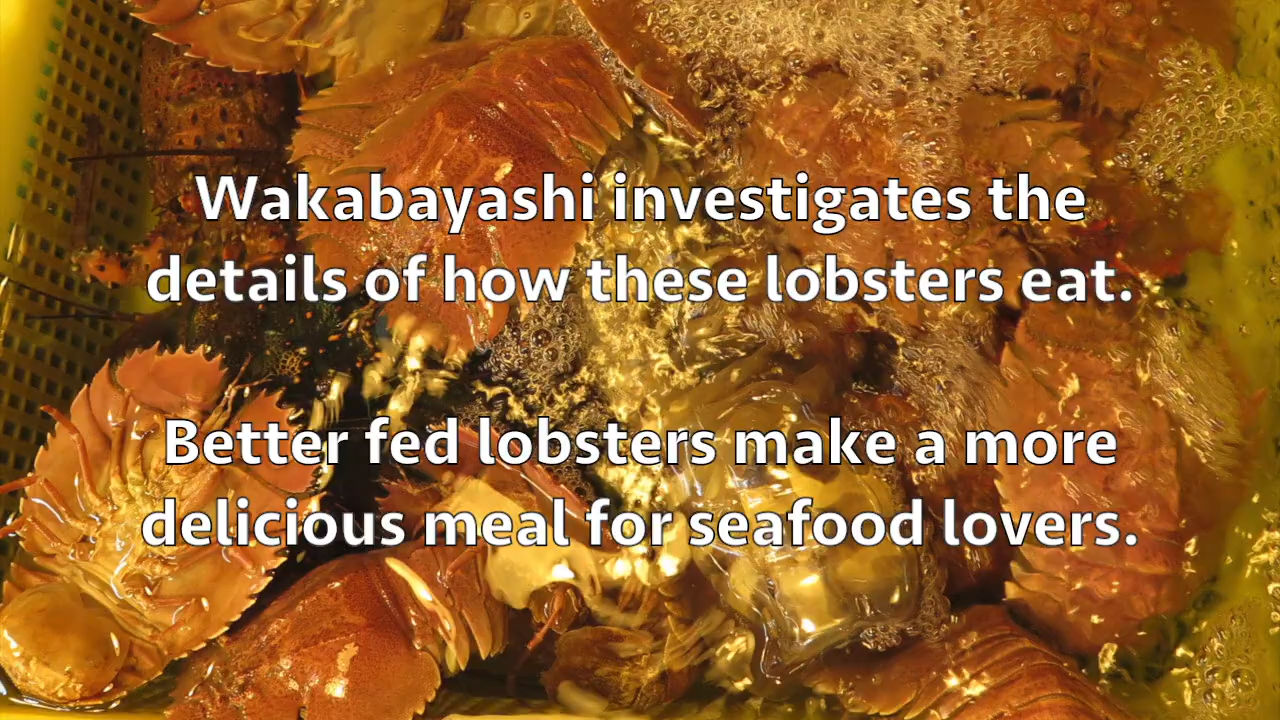 Wakabayashi investigates the
details of how these lobsters eat.
Better fed lobsters make a more
delicious meal for seafood lovers.